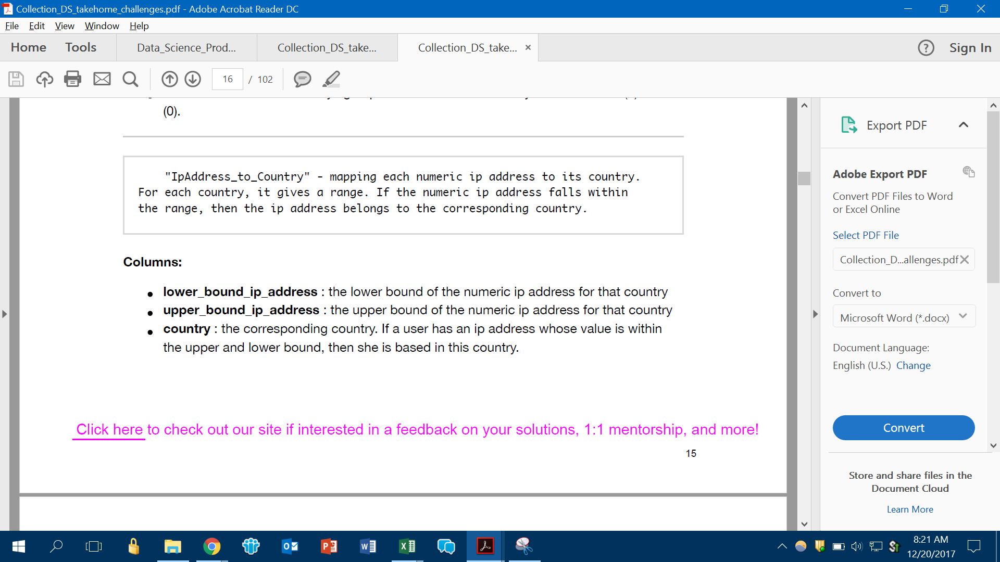 Collection_DS_takehome_challenges.pdf - Adobe Acrobat Reader DC
File Edit View Window Help
Home Tools Data_Science_Prod... Collection_DS_take... Collection_DS_take... × ? Sign In
16 / 102
(0).
"IpAddress_to_Country" - mapping each numeric ip address to its country.
For each country, it gives a range. If the numeric ip address falls within
the range, then the ip address belongs to the corresponding country.
Columns:
• lower_bound_ip_address : the lower bound of the numeric ip address for that country
• upper_bound_ip_address : the upper bound of the numeric ip address for that country
• country : the corresponding country. If a user has an ip address whose value is within
the upper and lower bound, then she is based in this country.
Click here to check out our site if interested in a feedback on your solutions, 1:1 mentorship, and more!
15
Export PDF
Adobe Export PDF
Convert PDF Files to Word
or Excel Online
Select PDF File
Collection_D...allenges.pdf
Convert to
Microsoft Word (*.docx)
Document Language:
English (U.S.) Change
Convert
Store and share files in the
Document Cloud
Learn More
8:21 AM
12/20/2017